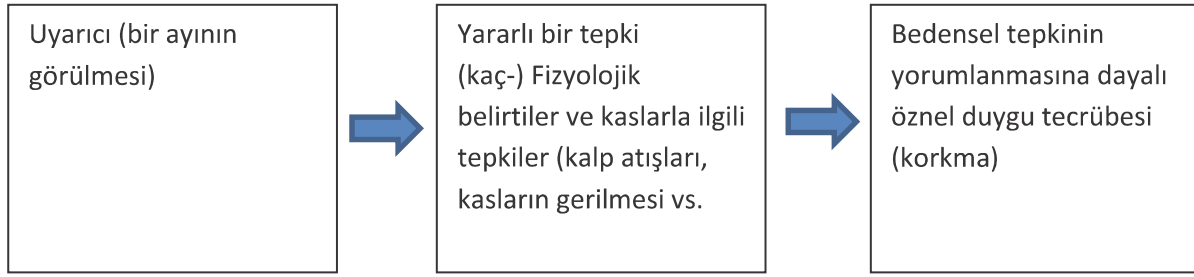 Uyarıcı (bir ayının
görülmesi)
Yararlı bir tepki
(kaç-) Fizyolojik
belirtiler ve kaslarla ilgili
tepkiler (kalp atışları,
kasların gerilmesi vs.
Bedensel tepkinin
yorumlanmasına dayalı
öznel duygu tecrübesi
(korkma)